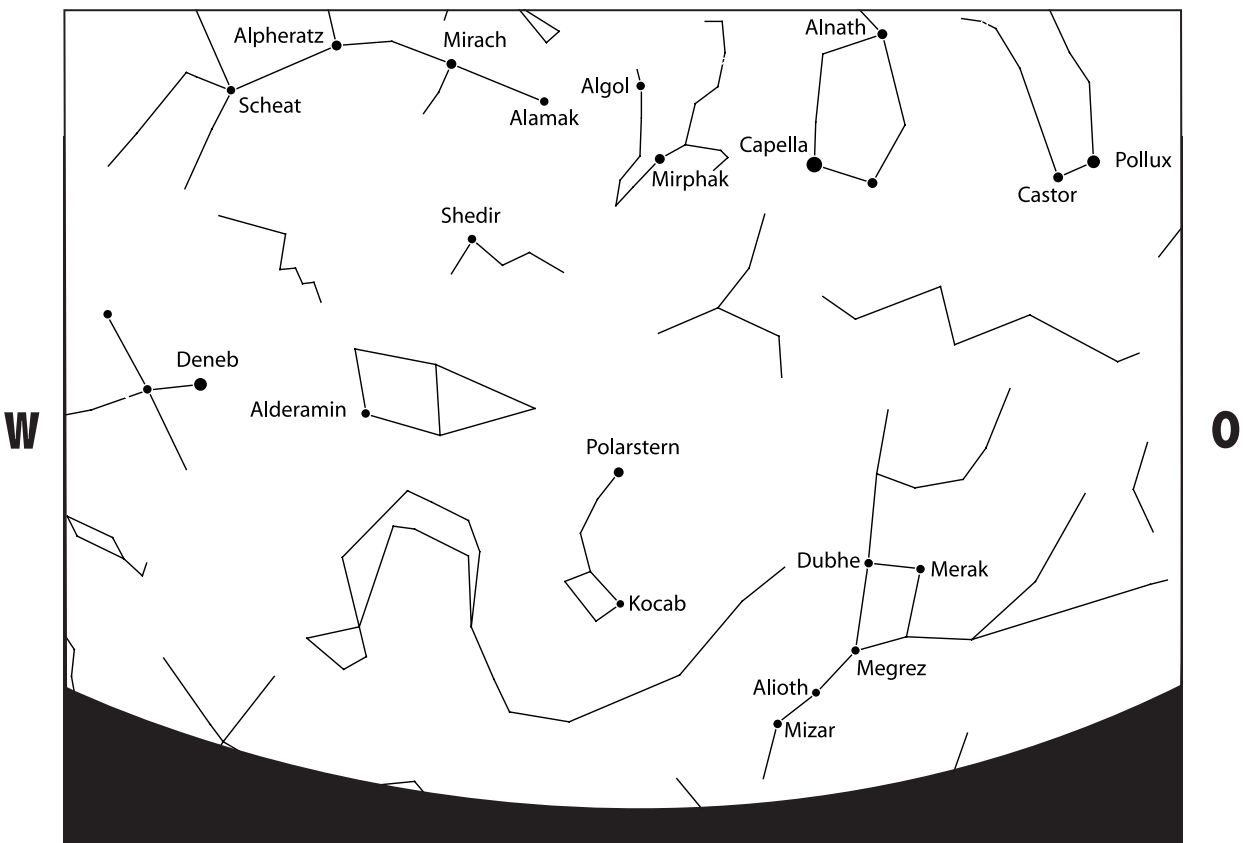 Alnath
Alpheratz
Mirach
Algol
Scheat
Alamak
Capella
Pollux
Mirphak
Castor
Shedir
Deneb
Alderamin
W
O
Polarstern
Dubhe
Merak
Kocab
Megrez
Alioth
Mizar